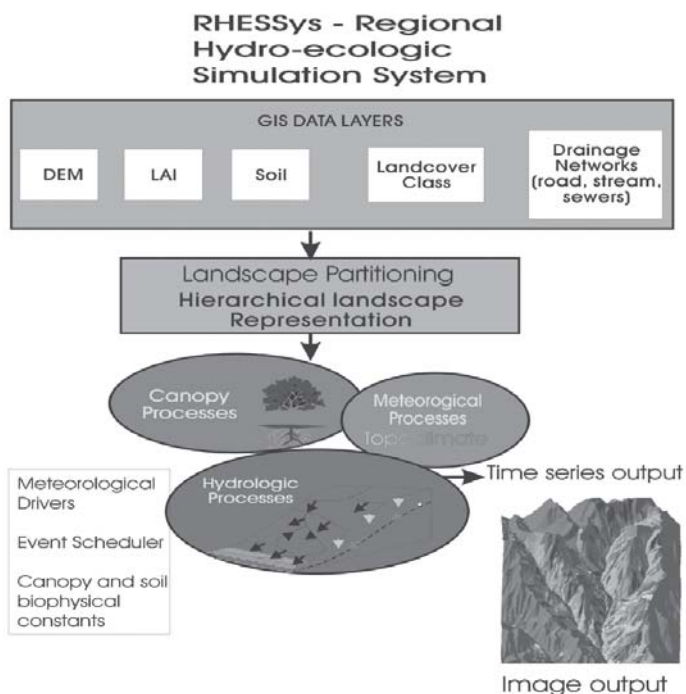 RHESSys - Regional
Hydro-ecologic
Simulation System
GIS DATA LAYERS
DEM
LAI
Soil
Landcover
Class
Drainage
Networks
(road, stream,
sewers)
Landscape Partitioning
Hierarchical landscape
Representation
Canopy
Processes
Meteorological
Processes
Topoclimate
Hydrologic
Processes
Time series output
Meteorological
Drivers
Event Scheduler
Canopy and soil
biophysical
constants
Image output